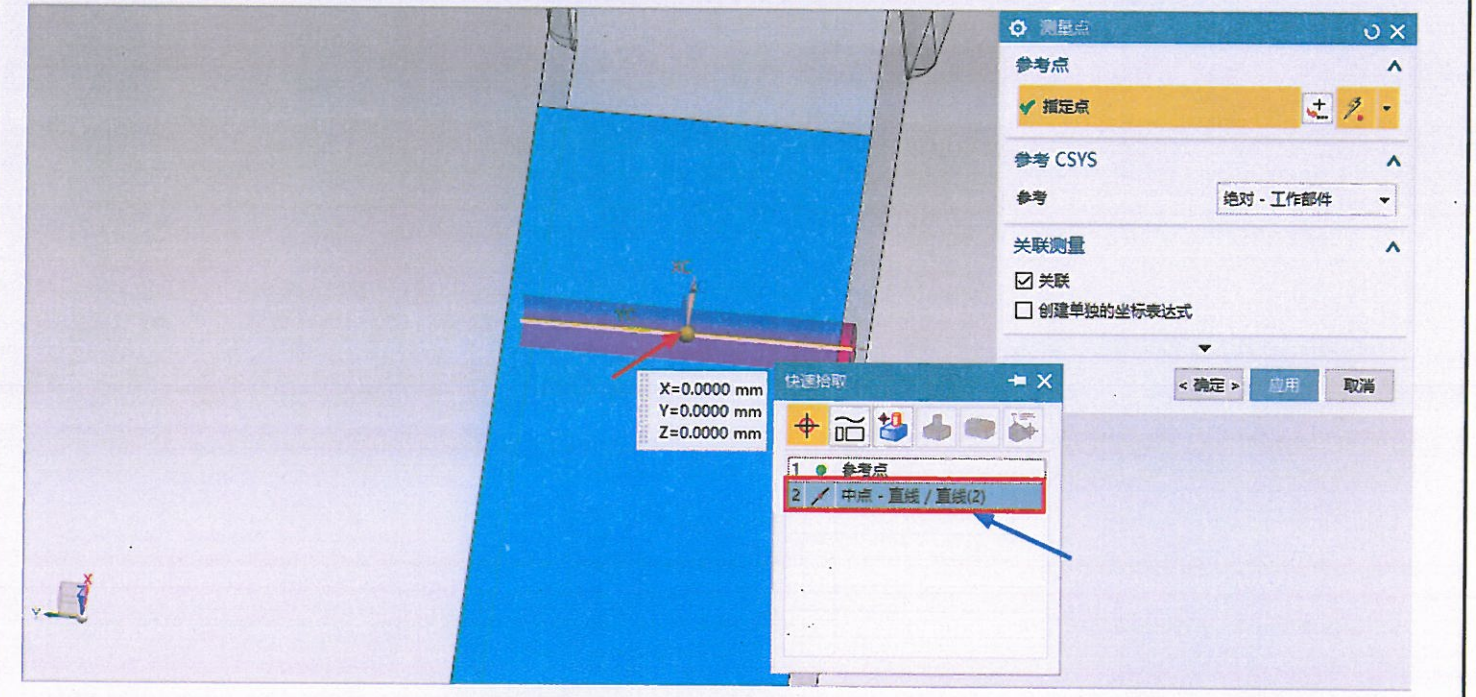 测量点
参考点
指定点
参考 CSYS
参考
绝对 - 工作部件
关联测量
关联
创建单独的坐标表达式
< 确定 >
应用
取消
XC
X=0.0000 mm
Y=0.0000 mm
Z=0.0000 mm
快速拾取
1 参考点
2 中点 - 直线 / 直线(2)
X
Z
Y